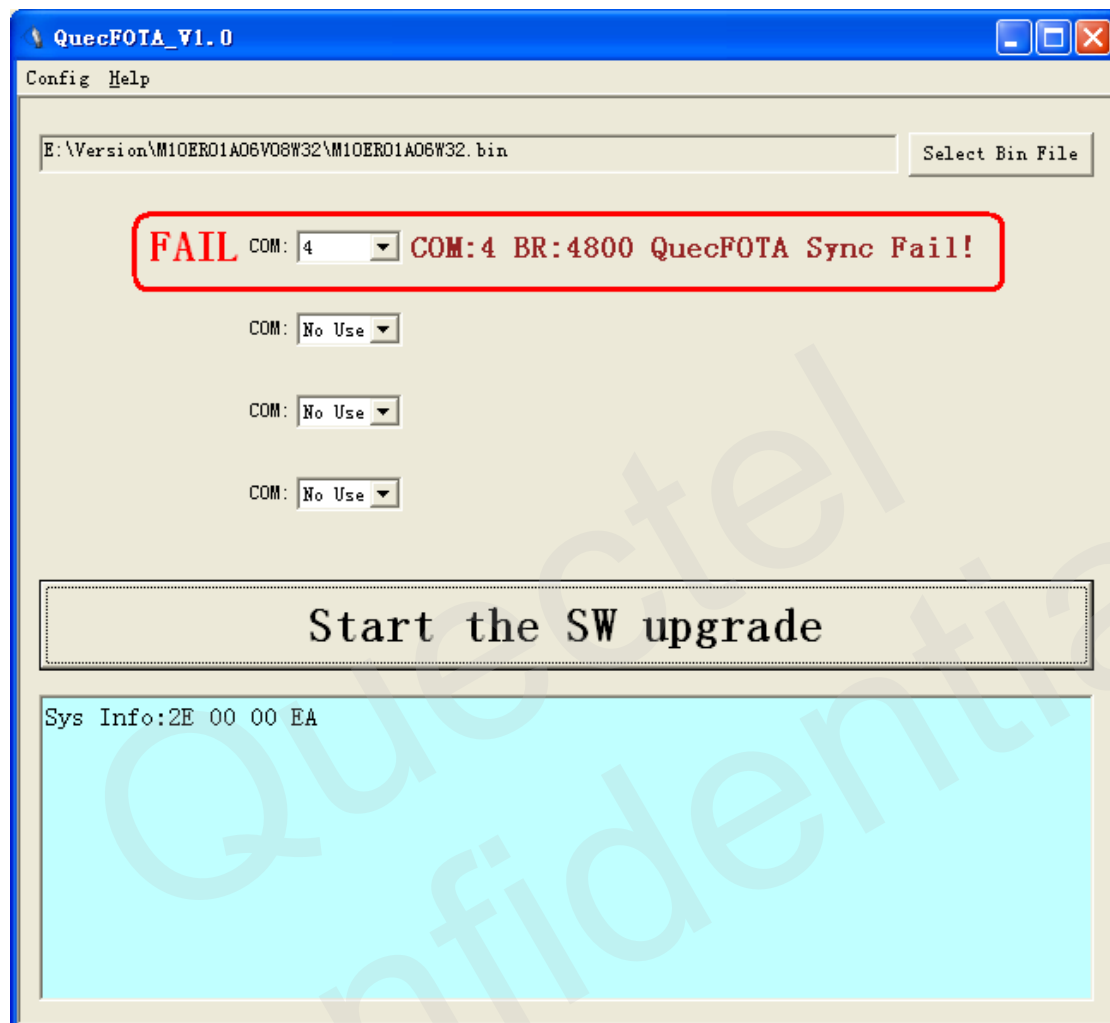 QuecFOTA_V1.0
Config Help
E:\Version\M10ER01A06V08W32\M10ER01A06W32.bin Select Bin File
FAIL COM: 4 COM:4 BR:4800 QuecFOTA Sync Fail!
COM: No Use
COM: No Use
COM: No Use
Start the SW upgrade
Sys Info:2E 00 00 EA
Quectel